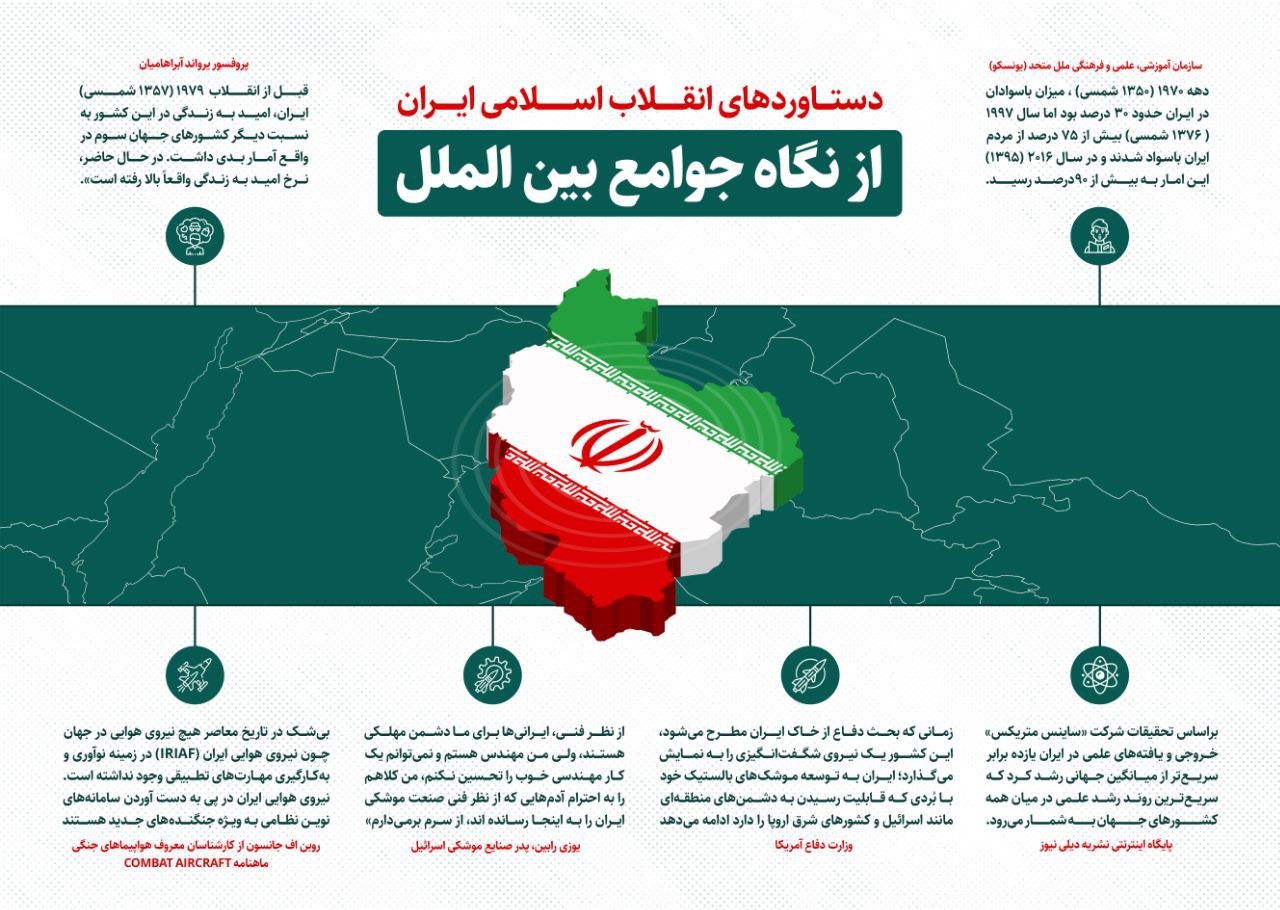 دستاوردهای انقلاب اسلامی ایران
از نگاه جوامع بین الملل
سازمان آموزشی، علمی و فرهنگی ملل متحد (یونسکو)
دهه ۱۹۷۰ (۱۳۵۰ شمسی) ، میزان باسوادان
در ایران حدود ۳۰ درصد بود اما سال ۱۹۹۷
( ۱۳۷۶ شمسی) بیش از ۷۵ درصد از مردم
ایران باسواد شدند و در سال ۲۰۱۶ (۱۳۹۵)
این امار به بیش از ۹۰درصد رسید.
پروفسور یرواند آبراهامیان
قبل از انقلاب ۱۹۷۹ (۱۳۵۷ شمسی)
ایران، امید به زندگی در این کشور به
نسبت دیگر کشورهای جهان سوم در
واقع آمار بدی داشت. در حال حاضر،
نرخ امید به زندگی واقعاً بالا رفته است».
براساس تحقیقات شرکت «ساینس متریکس»
خروجی و یافته‌های علمی در ایران یازده برابر
سریع‌تر از میانگین جهانی رشد کرد که
سریع‌ترین روند رشد علمی در میان همه
کشورهای جهان به شمار می‌رود.
پایگاه اینترنتی نشریه دیلی نیوز
زمانی که بحث دفاع از خاک ایران مطرح می‌شود،
این کشور یک نیروی شگفت‌انگیزی را به نمایش
می‌گذارد؛ ایران به توسعه موشک‌های بالستیک خود
با بُردی که قابلیت رسیدن به دشمن‌های منطقه‌ای
مانند اسرائیل و کشورهای شرق اروپا را دارد ادامه می‌دهد
وزارت دفاع آمریکا
از نظر فنی، ایرانی‌ها برای ما دشمن مهلکی
هستند، ولی من مهندس هستم و نمی‌توانم یک
کار مهندسی خوب را تحسین نکنم، من کلاهم
را به احترام آدم‌هایی که از نظر فنی صنعت موشکی
ایران را به اینجا رسانده اند، از سرم برمی‌دارم»
یوزی رابین، پدر صنایع موشکی اسرائیل
بی‌شک در تاریخ معاصر هیچ نیروی هوایی در جهان
چون نیروی هوایی ایران (IRIAF) در زمینه نوآوری و
به‌کارگیری مهارت‌های تطبیقی وجود نداشته است.
نیروی هوایی ایران در پی به دست آوردن سامانه‌های
نوین نظامی به ویژه جنگنده‌های جدید هستند
روبن اف جانسون از کارشناسان معروف هواپیماهای جنگی
ماهنامه COMBAT AIRCRAFT